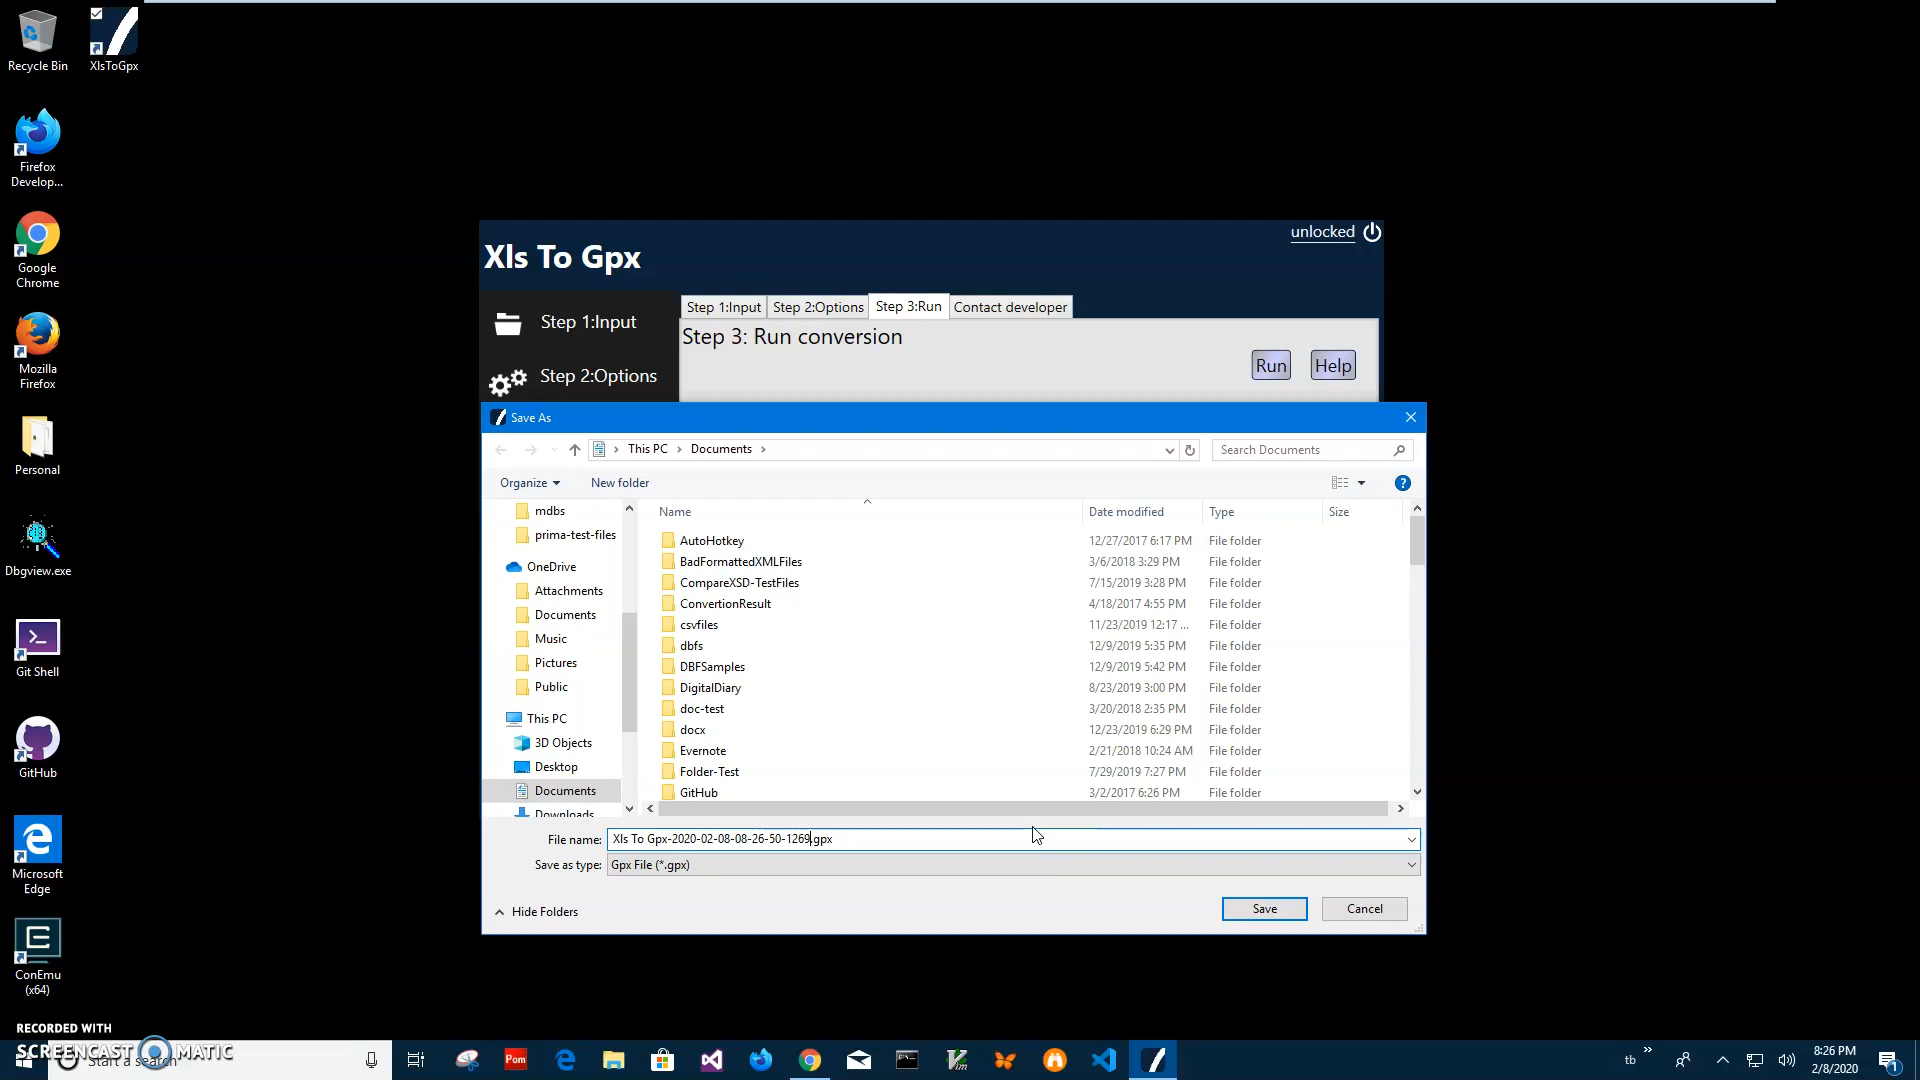 Recycle Bin
XlsToGpx
Firefox
Develop...
Google
Chrome
Mozilla
Firefox
Personal
Dbgview.exe
Git Shell
GitHub
Microsoft
Edge
ConEmu
(x64)
unlocked
Xls To Gpx
Step 1:Input
Step 2:Options
Step 1:Input Step 2:Options Step 3:Run Contact developer
Step 3: Run conversion
Run Help
Save As
This PC Documents
Search Documents
Organize New folder
mdbs
prima-test-files
OneDrive
Attachments
Documents
Music
Pictures
Public
This PC
3D Objects
Desktop
Documents
Downloads
Name Date modified Type Size
AutoHotkey 12/27/2017 6:17 PM File folder
BadFormattedXMLFiles 3/6/2018 3:29 PM File folder
CompareXSD-TestFiles 7/15/2019 3:28 PM File folder
ConvertionResult 4/18/2017 4:55 PM File folder
csvfiles 11/23/2019 12:17 ... File folder
dbfs 12/9/2019 5:35 PM File folder
DBFSamples 12/9/2019 5:42 PM File folder
DigitalDiary 8/23/2019 3:00 PM File folder
doc-test 3/20/2018 2:35 PM File folder
docx 12/23/2019 6:29 PM File folder
Evernote 2/21/2018 10:24 AM File folder
Folder-Test 7/29/2019 7:27 PM File folder
GitHub 3/2/2017 6:26 PM File folder
File name: Xls To Gpx-2020-02-08-08-26-50-1269.gpx
Save as type: Gpx File (*.gpx)
Hide Folders
Save Cancel
RECORDED WITH
SCREENCAST MATIC
Start a search
Pom
Vim
tb
8:26 PM
2/8/2020
1